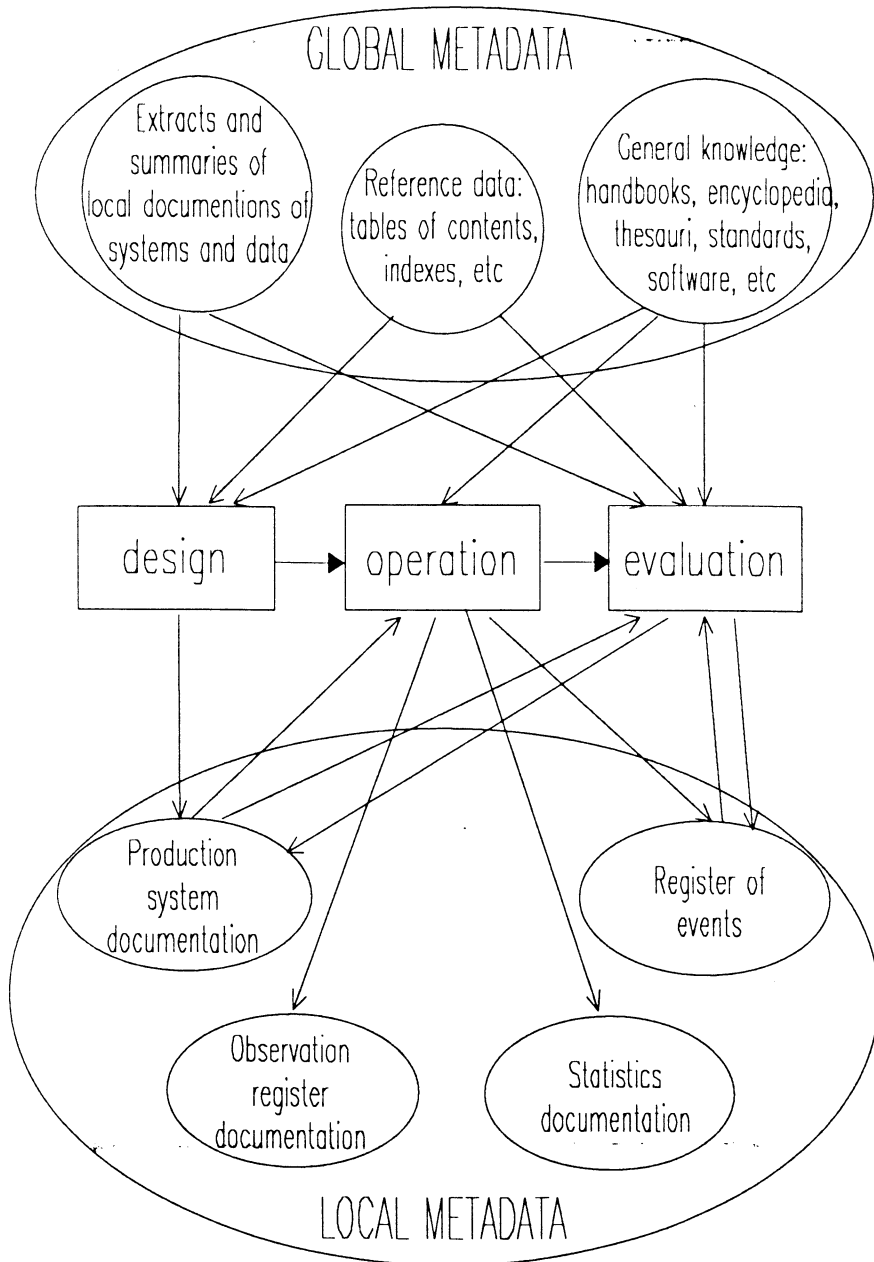 GLOBAL METADATA
Extracts and
summaries of
local documentions of
systems and data
Reference data:
tables of contents,
indexes, etc
General knowledge:
handbooks, encyclopedia,
thesauri, standards,
software, etc
design
operation
evaluation
Production
system
documentation
Register of
events
Observation
register
documentation
Statistics
documentation
LOCAL METADATA